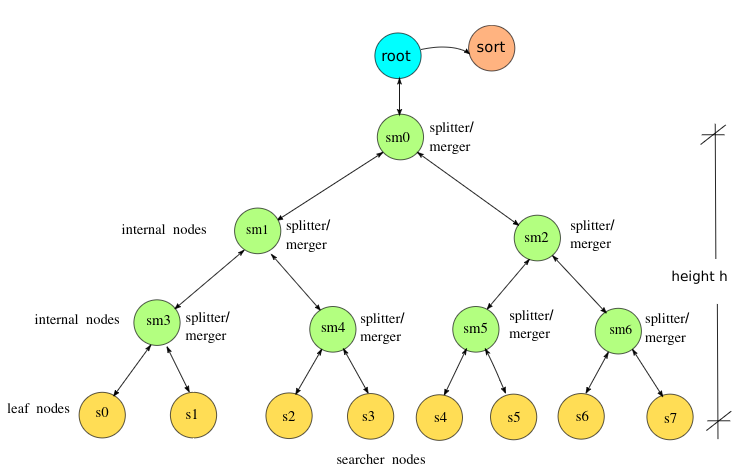 root
sort
sm0
splitter/
merger
internal nodes
sm1
splitter/
merger
sm2
splitter/
merger
height h
internal nodes
sm3
splitter/
merger
sm4
splitter/
merger
sm5
splitter/
merger
sm6
splitter/
merger
leaf nodes
s0
s1
s2
s3
s4
s5
s6
s7
searcher nodes